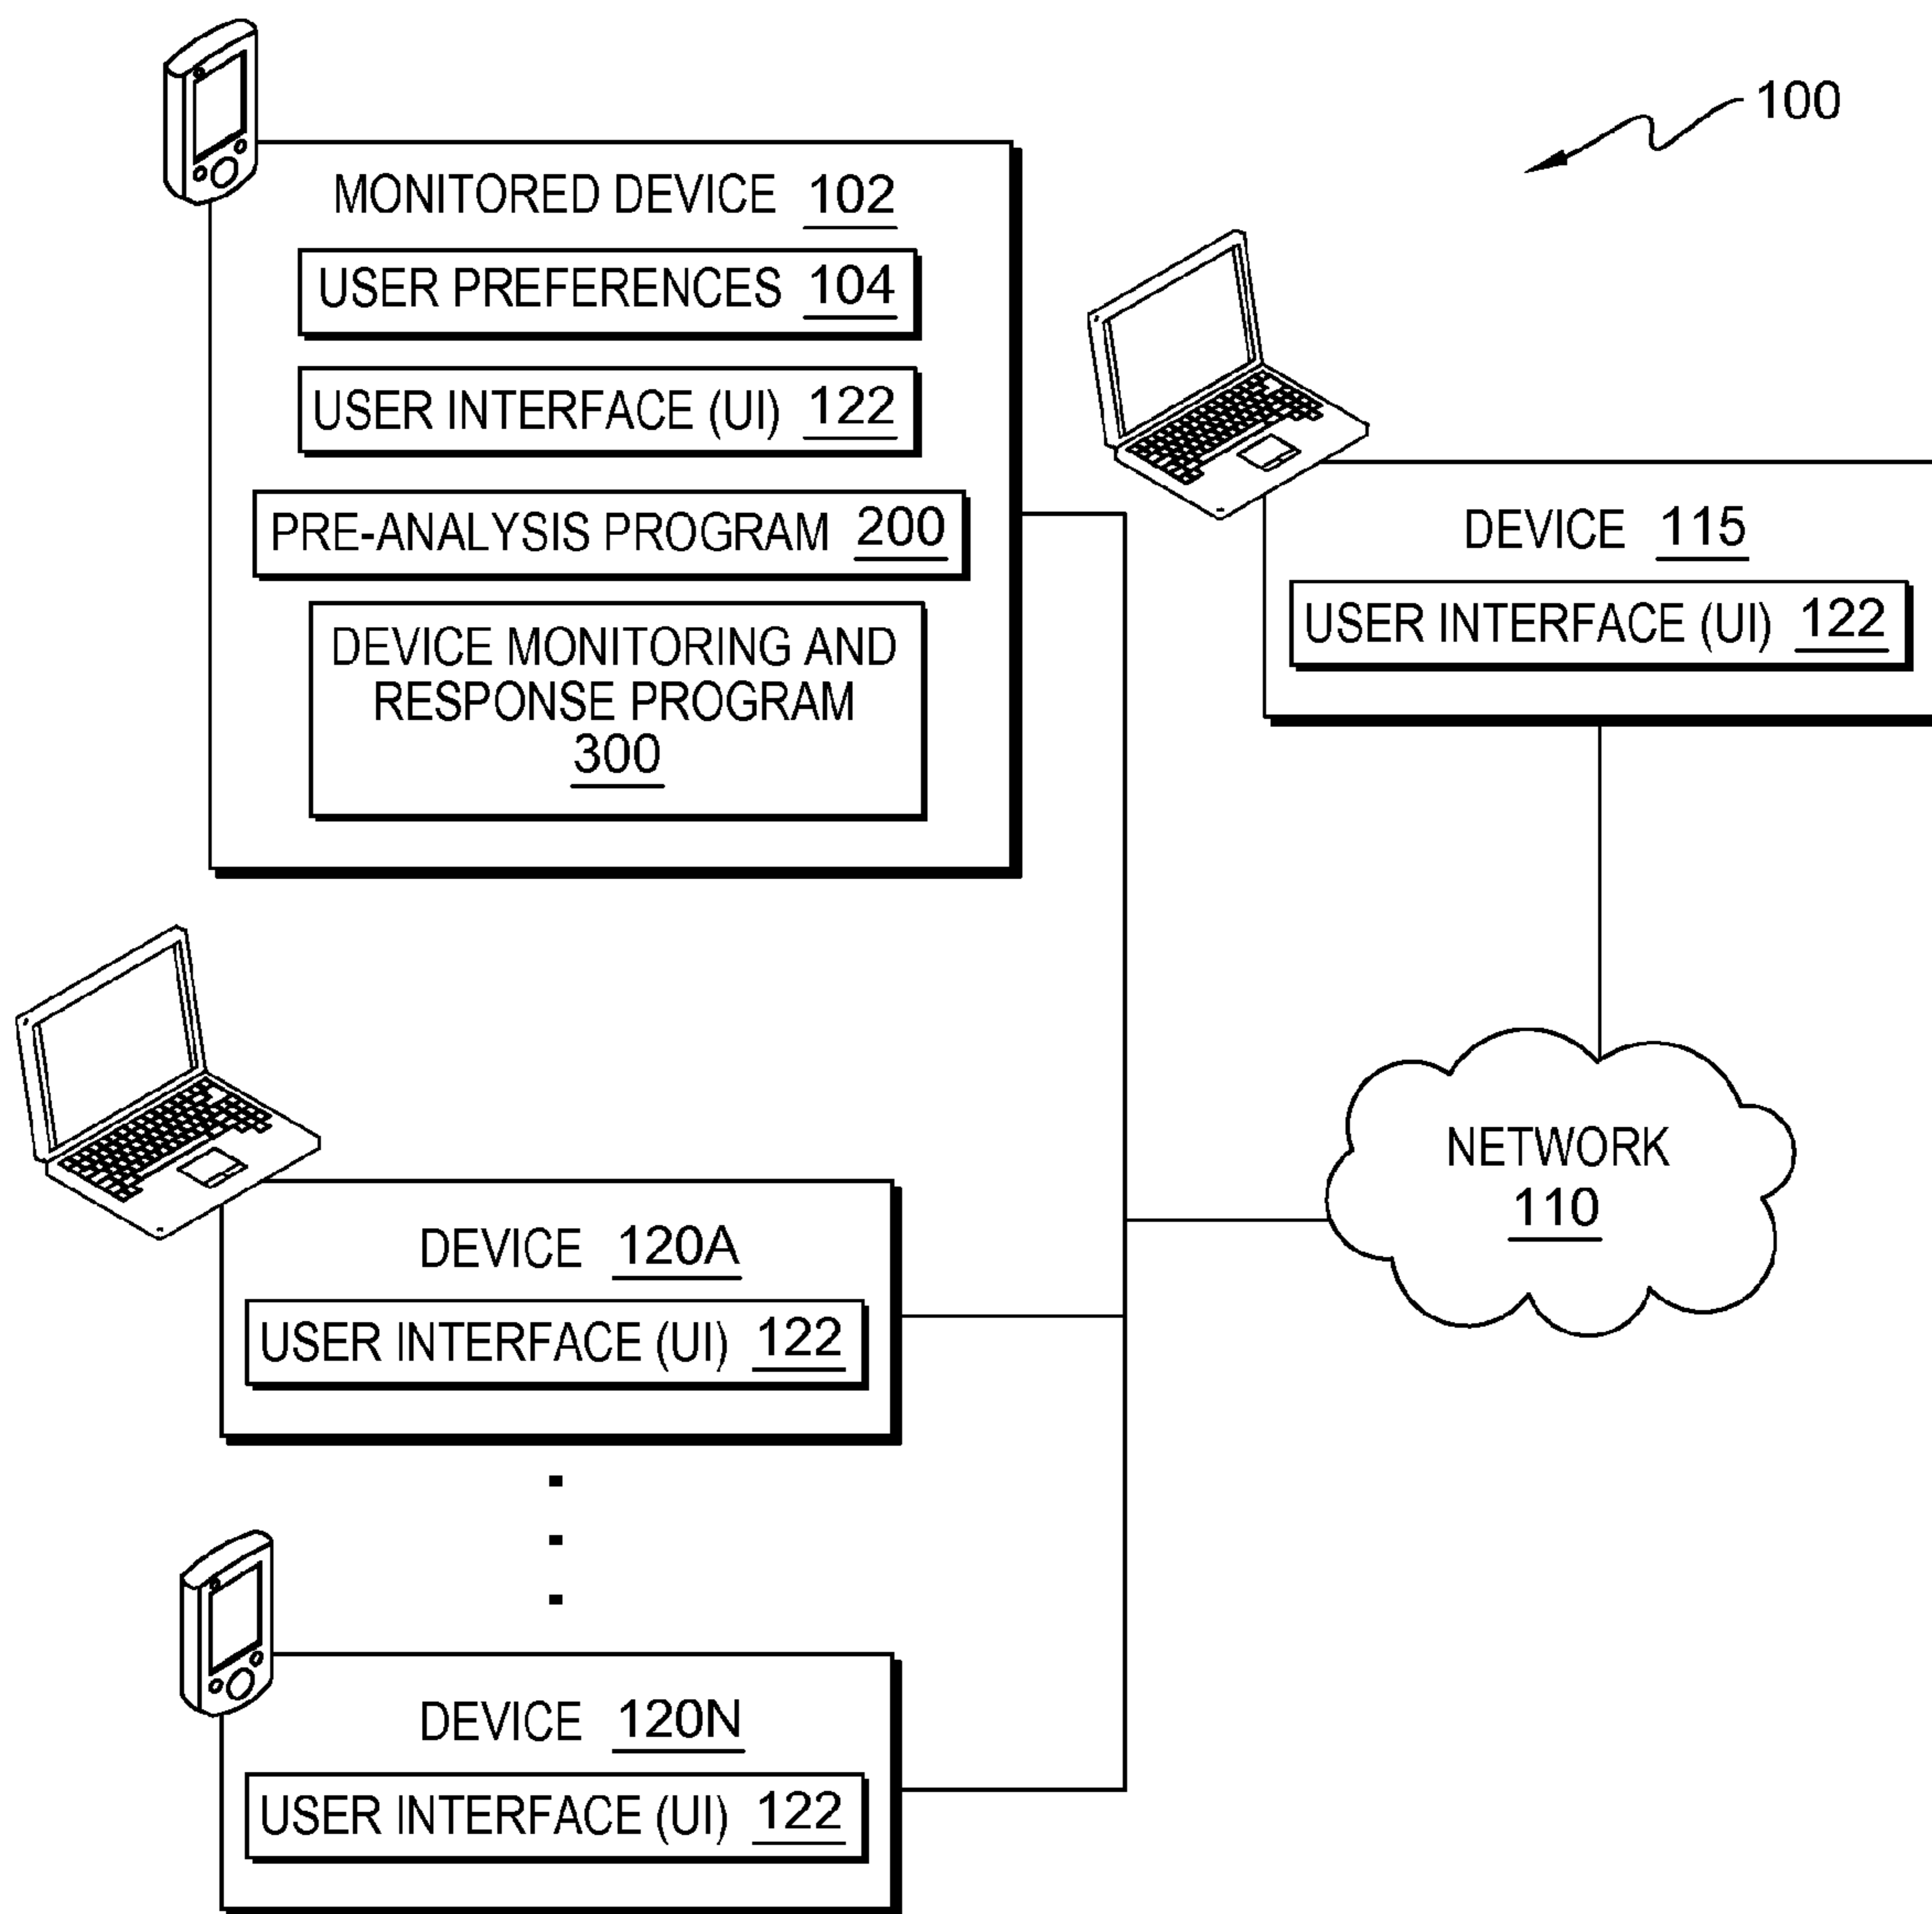 100
MONITORED DEVICE 102
USER PREFERENCES 104
USER INTERFACE (UI) 122
PRE-ANALYSIS PROGRAM 200
DEVICE MONITORING AND
RESPONSE PROGRAM
300
DEVICE 115
USER INTERFACE (UI) 122
NETWORK
110
DEVICE 120A
USER INTERFACE (UI) 122
DEVICE 120N
USER INTERFACE (UI) 122